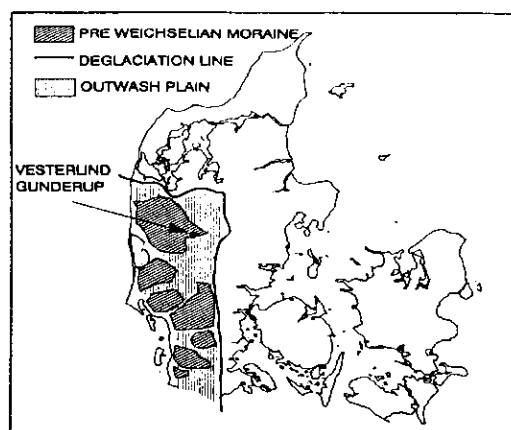 PRE WEICHSELIAN MORAINE
DEGLACIATION LINE
OUTWASH PLAIN
VESTERLUND
GUNDERUP